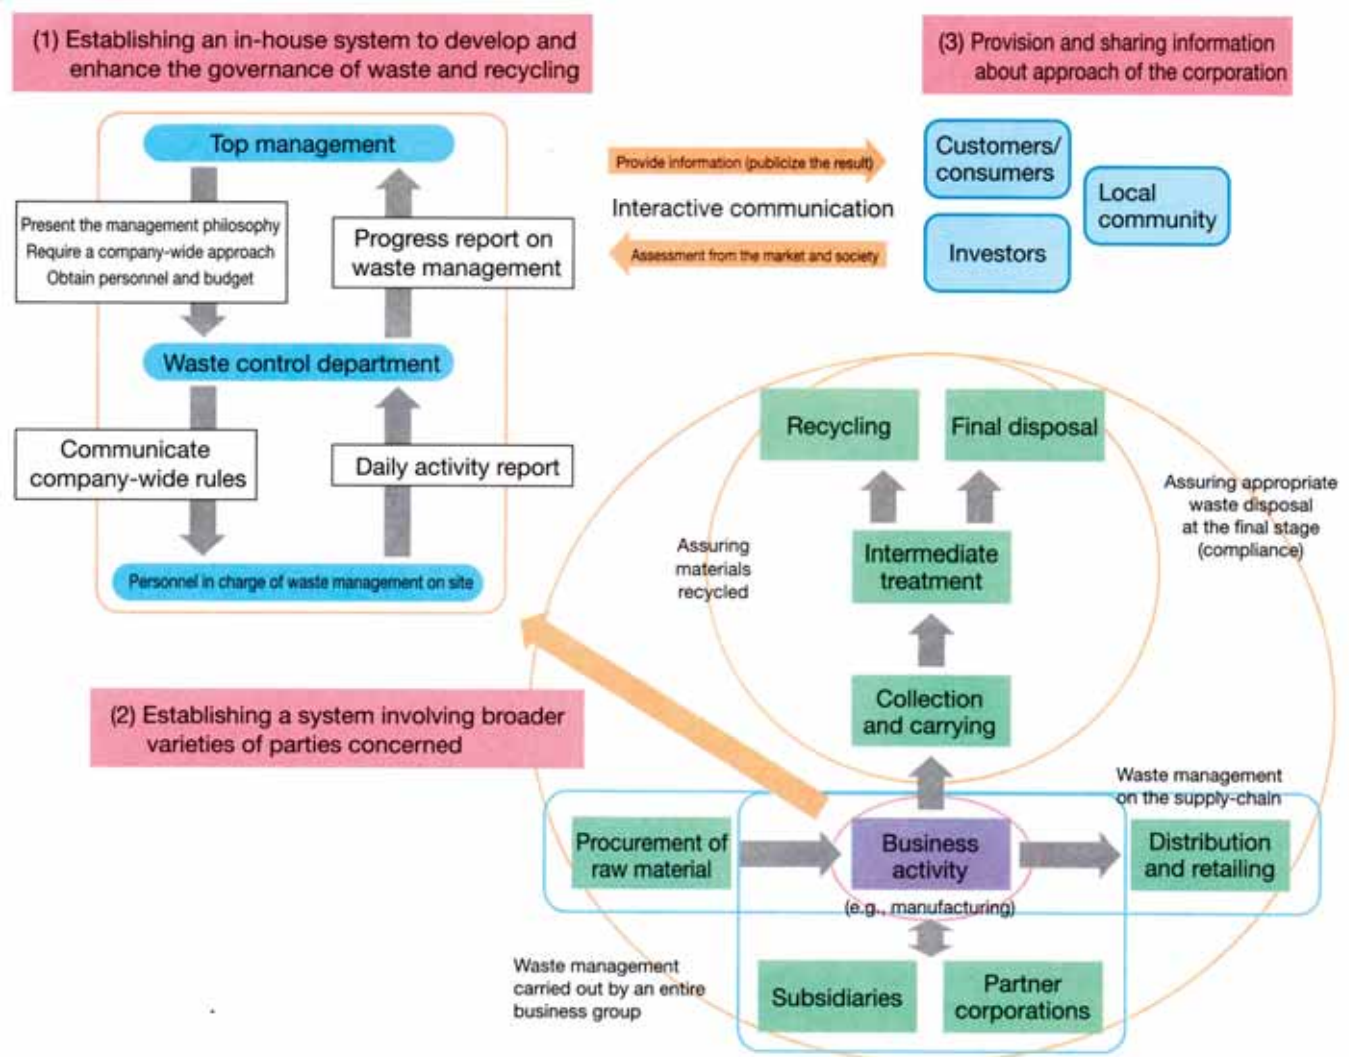 (1) Establishing an in-house system to develop and
enhance the governance of waste and recycling
(3) Provision and sharing information
about approach of the corporation
Top management
Present the management philosophy
Require a company-wide approach
Obtain personnel and budget
Progress report on
waste management
Waste control department
Communicate
company-wide rules
Daily activity report
Personnel in charge of waste management on site
Provide information (publicize the result)
Interactive communication
Assessment from the market and society
Customers/
consumers
Local
community
Investors
(2) Establishing a system involving broader
varieties of parties concerned
Recycling
Final disposal
Assuring appropriate
waste disposal
at the final stage
(compliance)
Assuring
materials
recycled
Intermediate
treatment
Collection
and carrying
Waste management
on the supply-chain
Procurement of
raw material
Business
activity
(e.g., manufacturing)
Distribution
and retailing
Waste management
carried out by an entire
business group
Subsidiaries
Partner
corporations